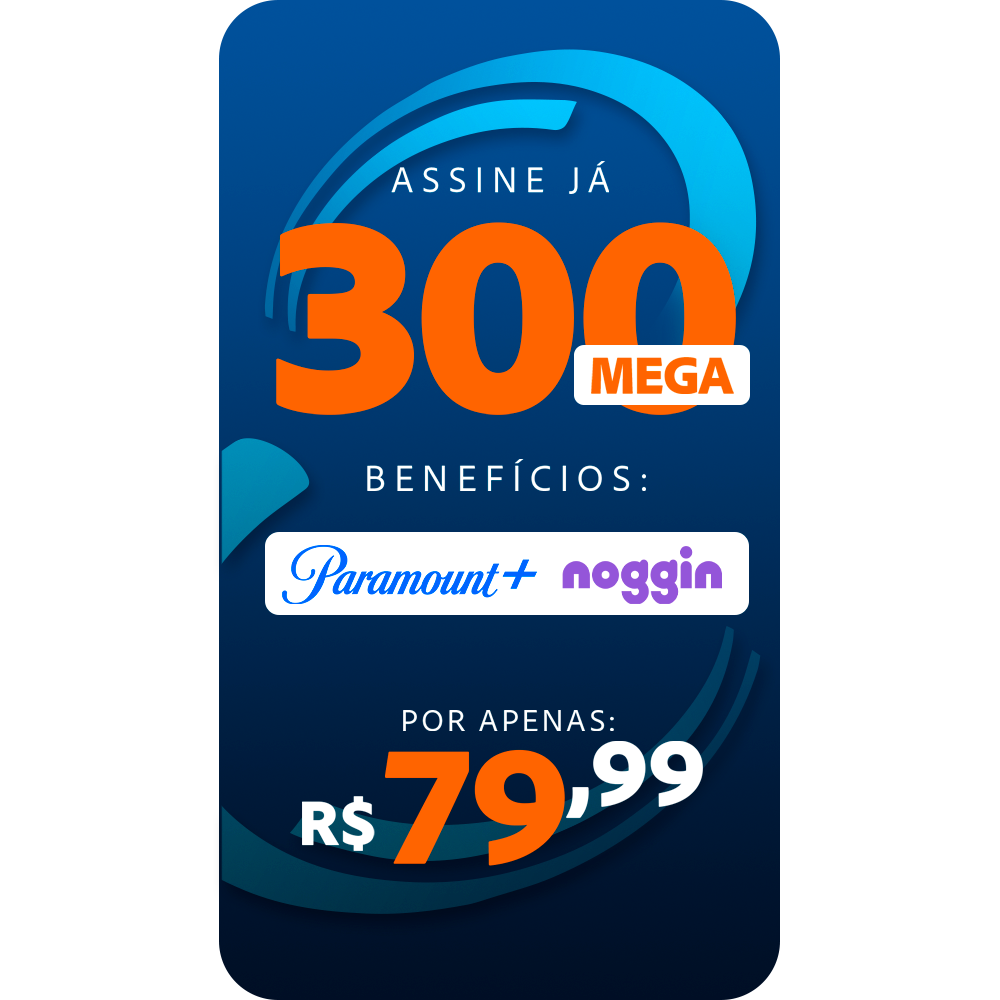 ASSINE JÁ
300
MEGA
BENEFÍCIOS:
Paramount+ noggin
POR APENAS:
R$ 79,99